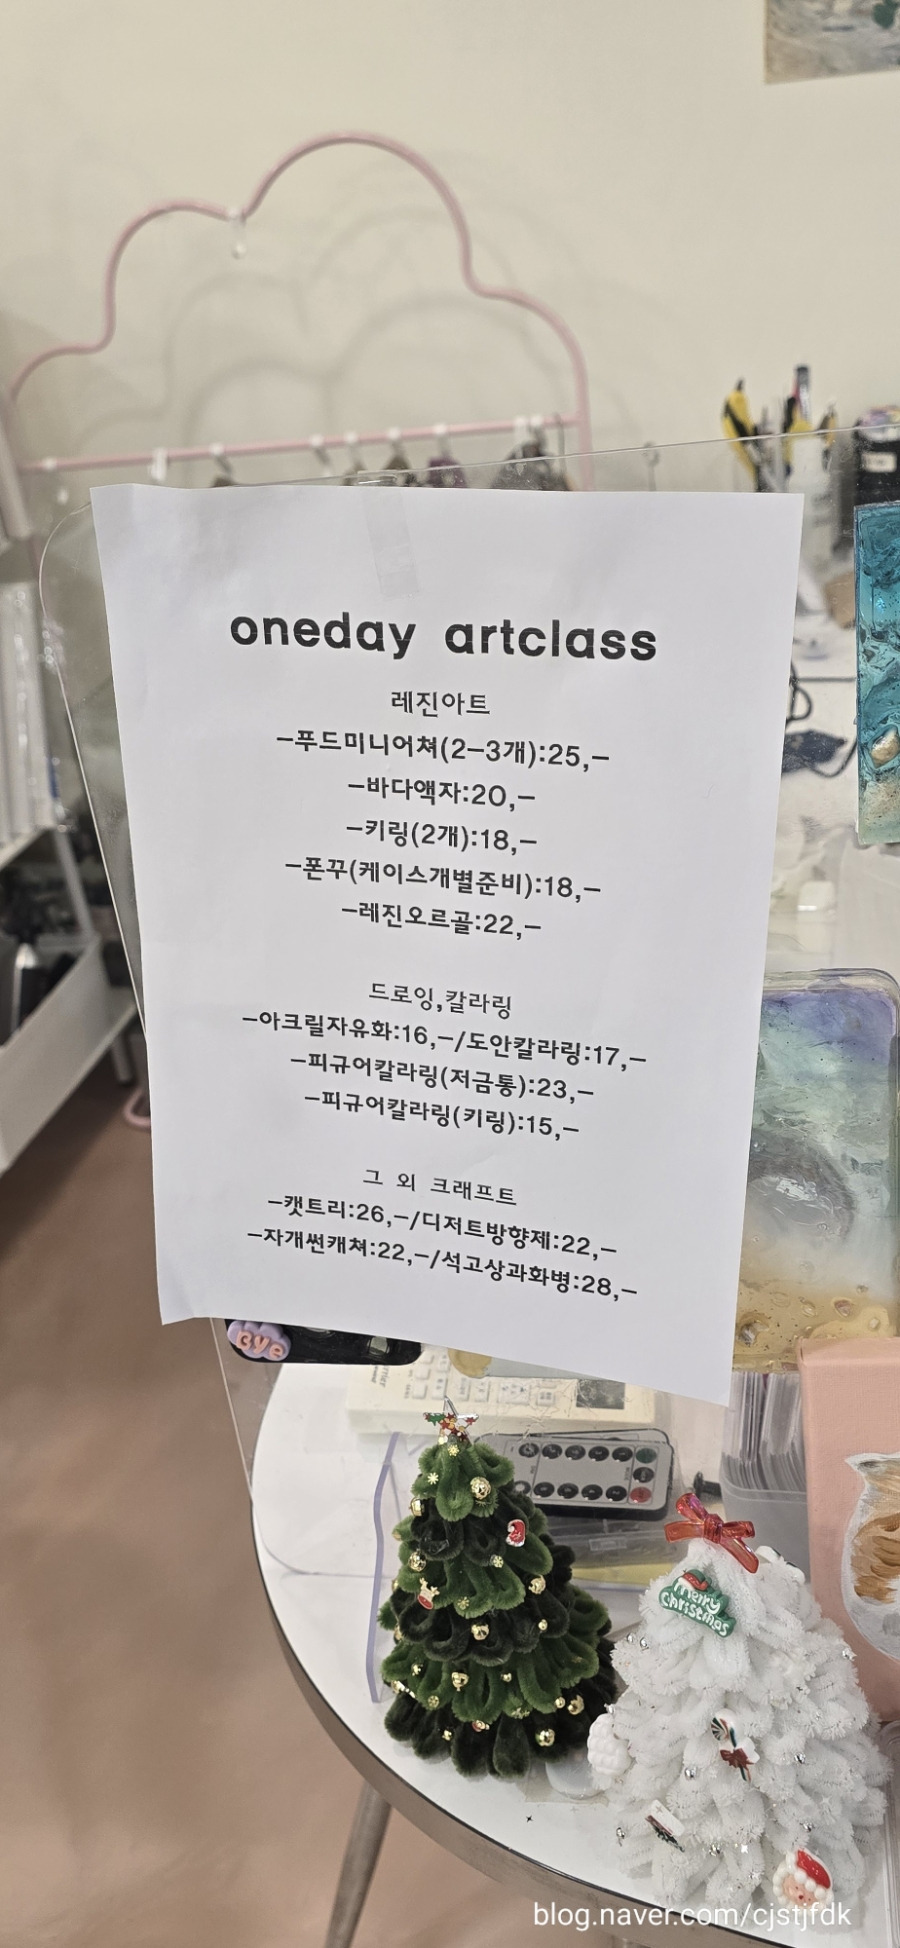 oneday artclass
레진아트
-푸드미니어쳐(2-3개):25,-
-바다액자:20,-
-키링(2개):18,-
-폰꾸(케이스개별준비):18,-
-레진오르골:22,-
드로잉,칼라링
-아크릴자유화:16,-/도안칼라링:17,-
-피규어칼라링(저금통):23,-
-피규어칼라링(키링):15,-
그 외 크래프트
-캣트리:26,-/디저트방향제:22,-
-자개썬캐쳐:22,-/석고상과화병:28,-
Bye
Merry
Christmas
blog.naver.com/cjstjfdk